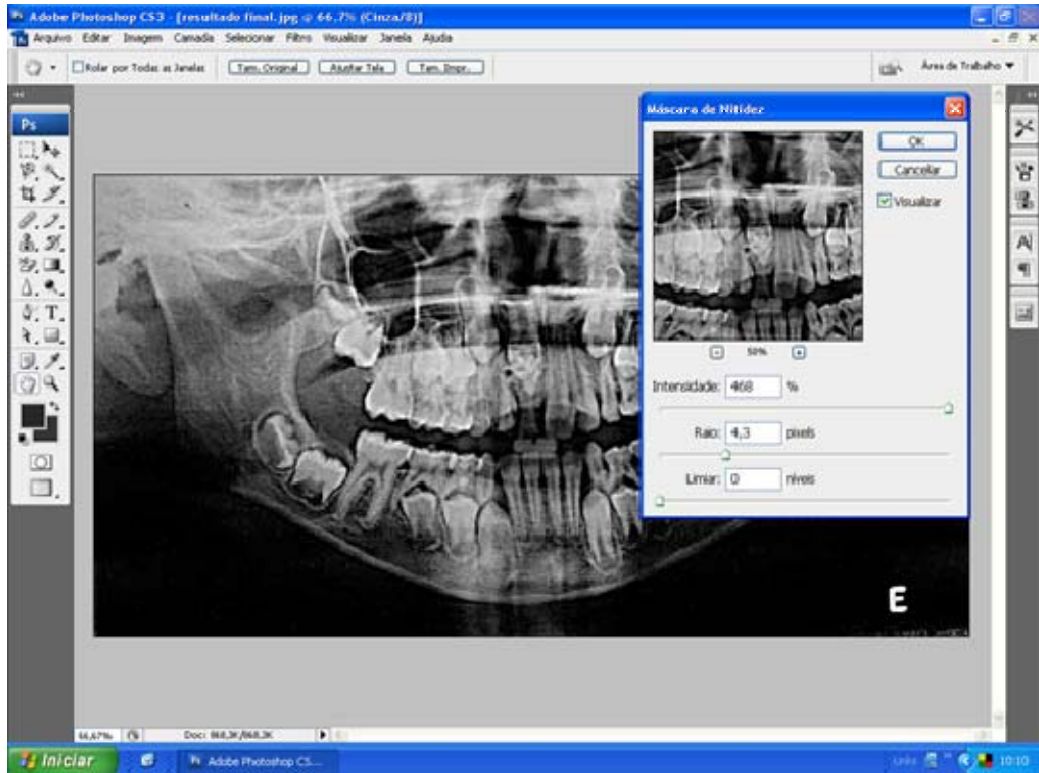 Adobe Photoshop CS3 - [resultado final.jpg @ 66,7% (Cinza/8)]
Arquivo Editar Imagem Camada Selecionar Filtro Visualizar Janela Ajuda
Rolar por Todas as Janelas Tam. Original Ajustar Tela Tam. Impr. Área de Trabalho
Ps
Máscara de Nitidez
OK
Cancelar
Visualizar
50%
Intensidade: 468 %
Raio: 4,3 pixels
Limiar: 0 níveis
E
66,67% Doc: 868,3K/868,3K
Iniciar Adobe Photoshop CS... 10:10